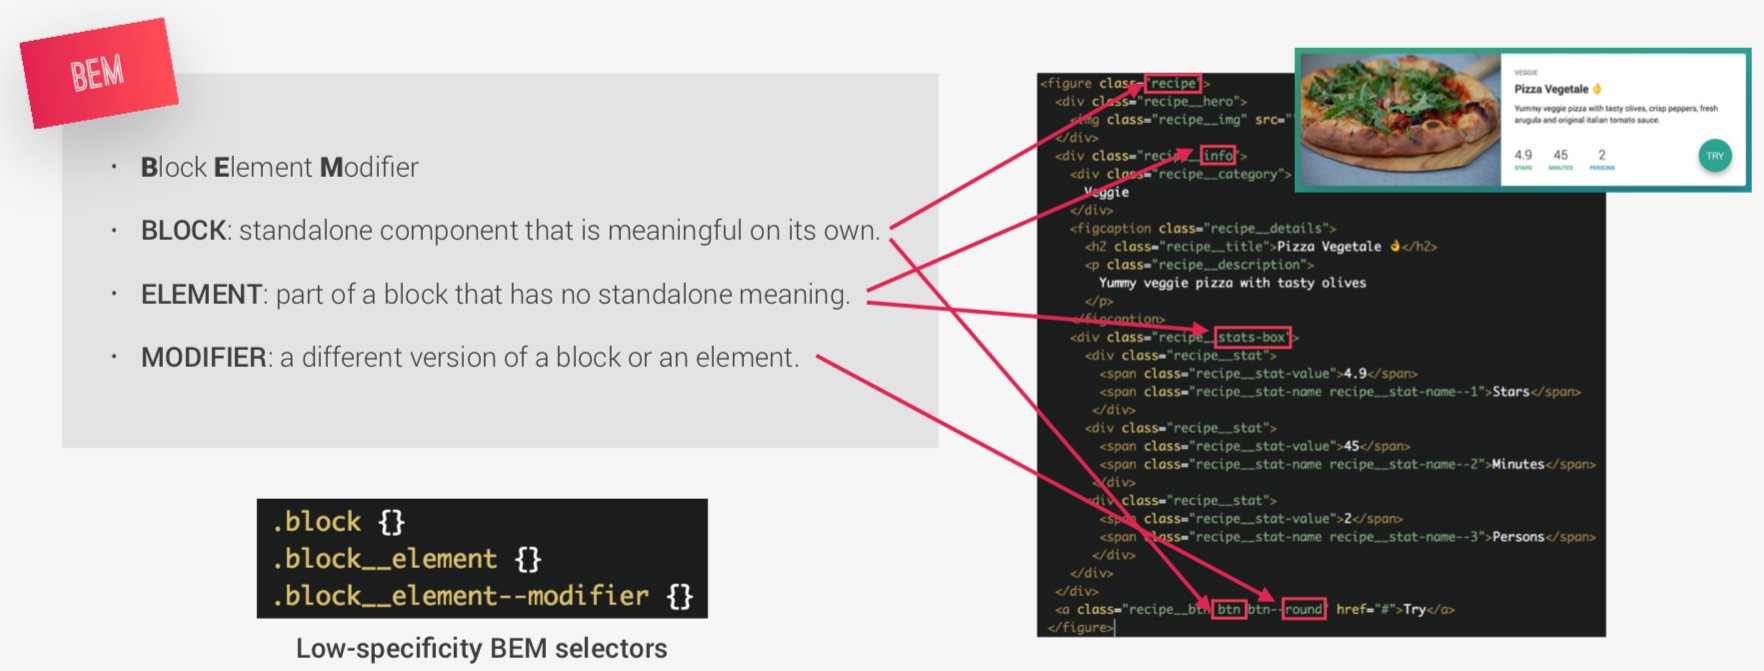 BEM
• Block Element Modifier
• BLOCK: standalone component that is meaningful on its own.
• ELEMENT: part of a block that has no standalone meaning.
• MODIFIER: a different version of a block or an element.
.block {}
.block__element {}
.block__element--modifier {}
Low-specificity BEM selectors
<figure class="recipe">
<div class="recipe__hero">
<img class="recipe__img" src="
</div>
<div class="recipe__info">
<div class="recipe__category">
Veggie
</div>
<figcaption class="recipe__details">
<h2 class="recipe__title">Pizza Vegetale 👌</h2>
<p class="recipe__description">
Yummy veggie pizza with tasty olives
</p>
</figcaption>
<div class="recipe__stats-box">
<div class="recipe__stat">
<span class="recipe__stat-value">4.9</span>
<span class="recipe__stat-name recipe__stat-name--1">Stars</span>
</div>
<div class="recipe__stat">
<span class="recipe__stat-value">45</span>
<span class="recipe__stat-name recipe__stat-name--2">Minutes</span>
</div>
<div class="recipe__stat">
<span class="recipe__stat-value">2</span>
<span class="recipe__stat-name recipe__stat-name--3">Persons</span>
</div>
</div>
</div>
<a class="recipe__btn btn btn--round" href="#">Try</a>
</figure>
VEGGIE
Pizza Vegetale 👌
Yummy veggie pizza with tasty olives, crisp peppers, fresh
arugula and original italian tomato sauce.
4.9 45 2
STARS MINUTES PERSONS
TRY